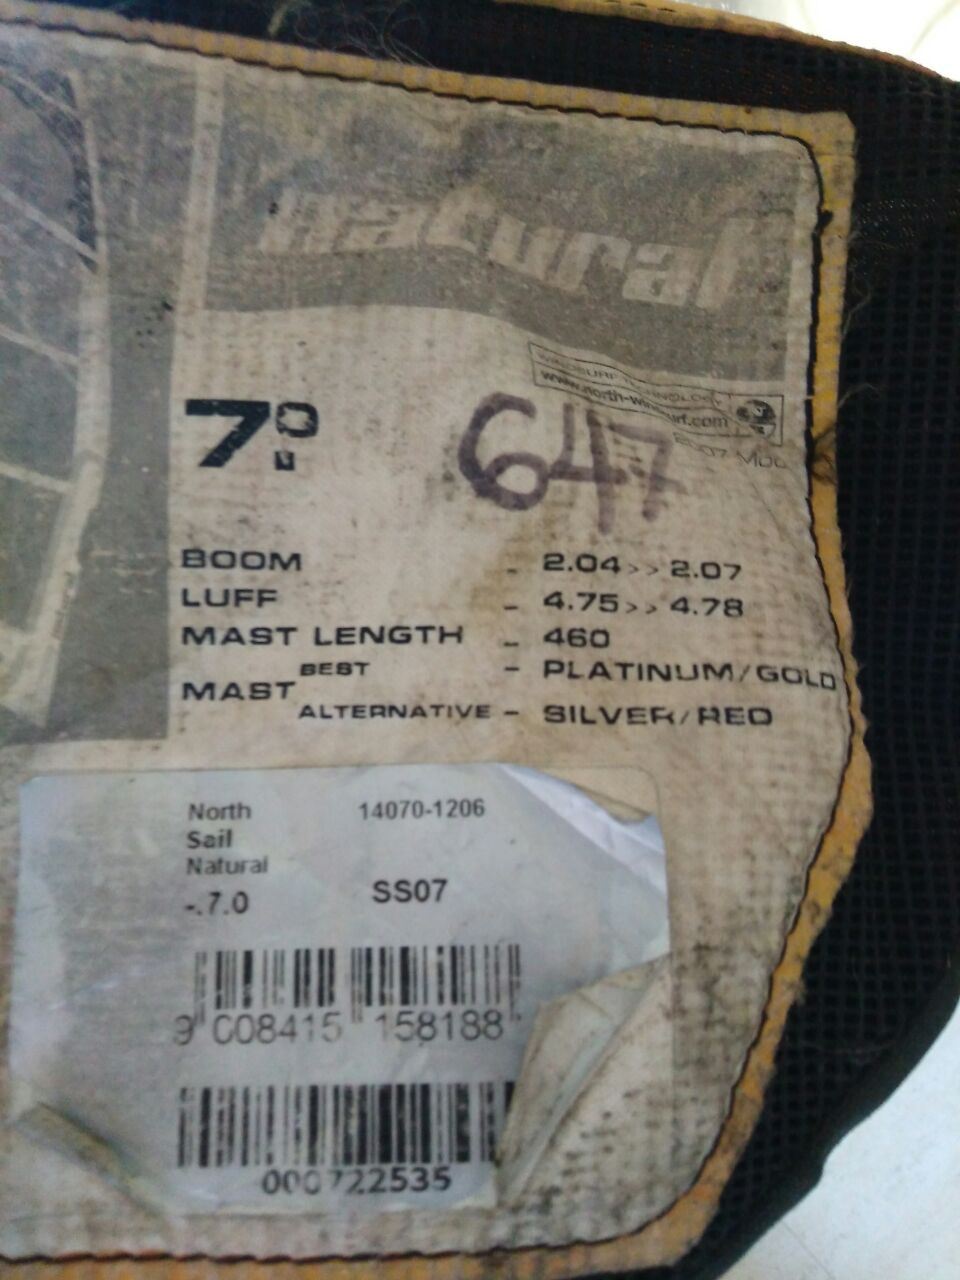 natural
WINDSURF TECHNOLOGY
www.north-windsurf.com
7.0
647
BOOM - 2.04 >> 2.07
LUFF - 4.75 >> 4.78
MAST LENGTH - 460
MAST BEST - PLATINUM/GOLD
ALTERNATIVE - SILVER/RED
North 14070-1206
Sail
Natural
-.7.0 SS07
9 008415 158188
000722535